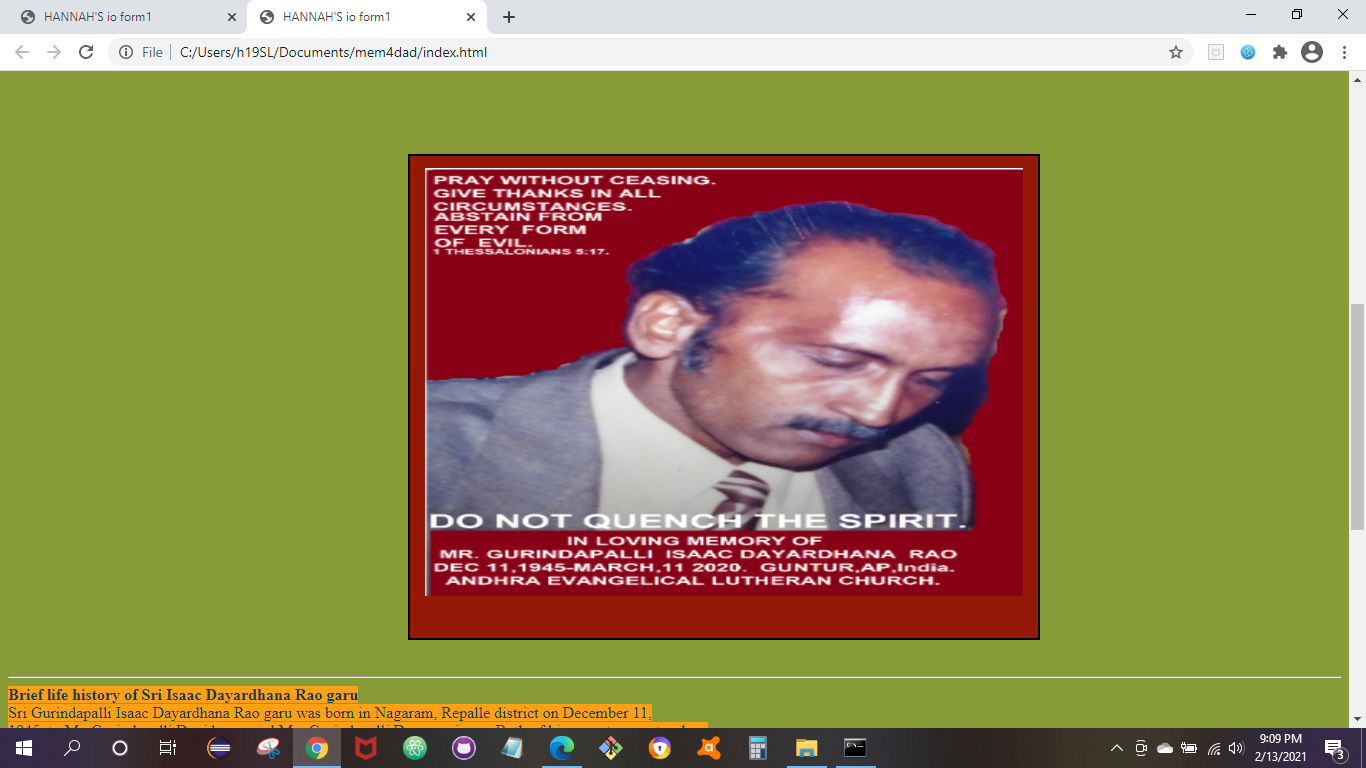 HANNAH'S io form1
HANNAH'S io form1
File
C:/Users/h19SL/Documents/mem4dad/index.html
PRAY WITHOUT CEASING.
GIVE THANKS IN ALL
CIRCUMSTANCES.
ABSTAIN FROM
EVERY FORM
OF EVIL.
1 THESSALONIANS 5:17.
DO NOT QUENCH THE SPIRIT.
IN LOVING MEMORY OF
MR. GURINDAPALLI ISAAC DAYARDHANA RAO
DEC 11,1945-MARCH,11 2020. GUNTUR,AP,India.
ANDHRA EVANGELICAL LUTHERAN CHURCH.
Brief life history of Sri Isaac Dayardhana Rao garu
Sri Gurindapalli Isaac Dayardhana Rao garu was born in Nagaram, Repalle district on December 11,
9:09 PM
2/13/2021
3